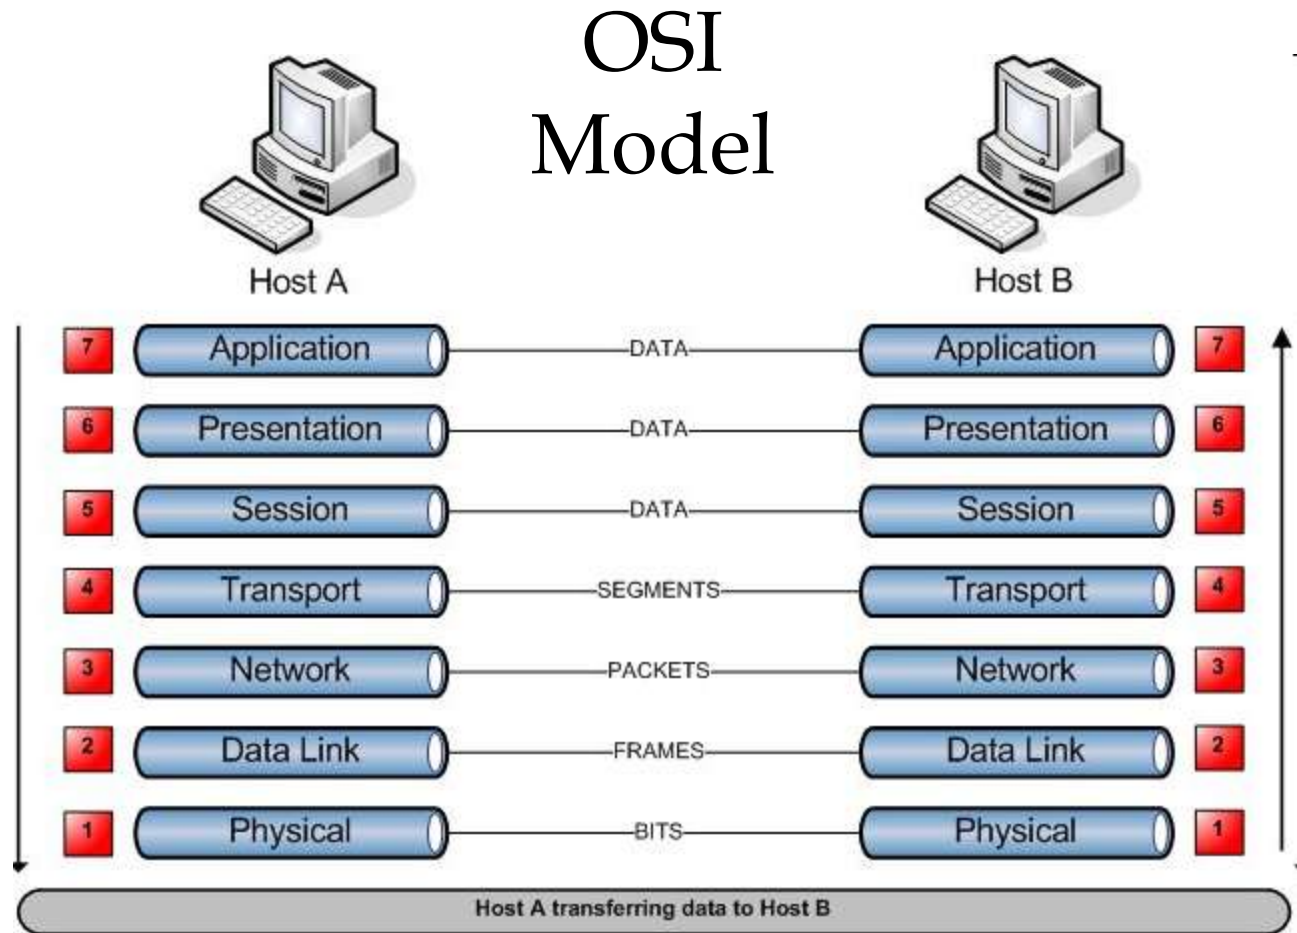 OSI
Model
Host A
Host B
7 Application DATA Application 7
6 Presentation DATA Presentation 6
5 Session DATA Session 5
4 Transport SEGMENTS Transport 4
3 Network PACKETS Network 3
2 Data Link FRAMES Data Link 2
1 Physical BITS Physical 1
Host A transferring data to Host B